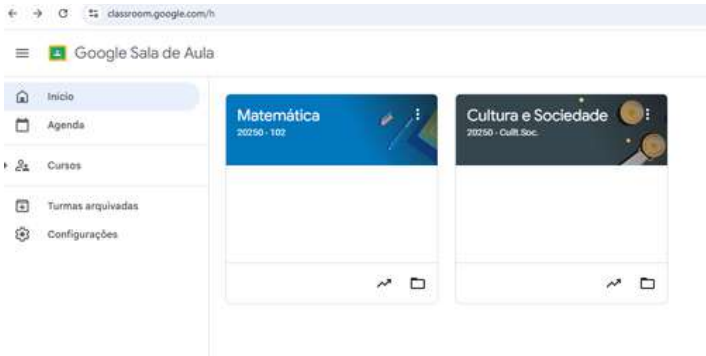 classroom.google.com/h
Google Sala de Aula
Início
Agenda
Cursos
Turmas arquivadas
Configurações
Matemática
20250 - 102
Cultura e Sociedade
20250 - Cullt.Soc.